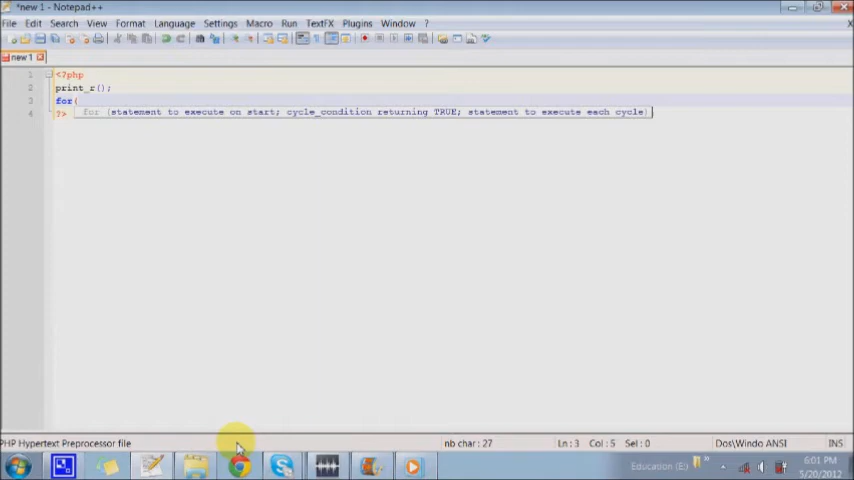 *new 1 - Notepad++
File Edit Search View Format Language Settings Macro Run TextFX Plugins Window ? X
new 1
1 <?php
2 print_r();
3 for(
for (statement to execute on start; cycle_condition returning TRUE; statement to execute each cycle)
4 ?>
PHP Hypertext Preprocessor file nb char : 27 Ln : 3 Col : 5 Sel : 0 Dos\Windo ANSI INS
Education (E:) » 6:01 PM
5/20/2012